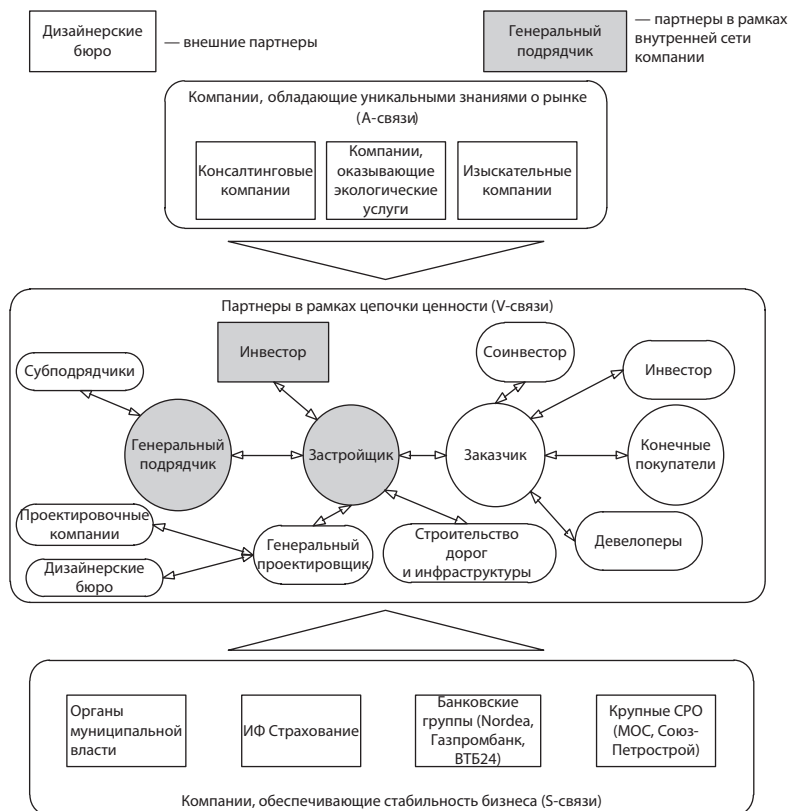 Дизайнерские
бюро
— внешние партнеры
Генеральный
подрядчик
— партнеры в рамках
внутренней сети
компании
Компании, обладающие уникальными знаниями о рынке
(А-связи)
Консалтинговые
компании
Компании,
оказывающие
экологические
услуги
Изыскательные
компании
Партнеры в рамках цепочки ценности (V-связи)
Субподрядчики
Инвестор
Соинвестор
Инвестор
Генеральный
подрядчик
Застройщик
Заказчик
Конечные
покупатели
Проектировочные
компании
Дизайнерские
бюро
Генеральный
проектировщик
Строительство
дорог
и инфраструктуры
Девелоперы
Органы
муниципальной
власти
ИФ Страхование
Банковские
группы (Nordea,
Газпромбанк,
ВТБ24)
Крупные СРО
(МОС, Союз-
Петрострой)
Компании, обеспечивающие стабильность бизнеса (S-связи)